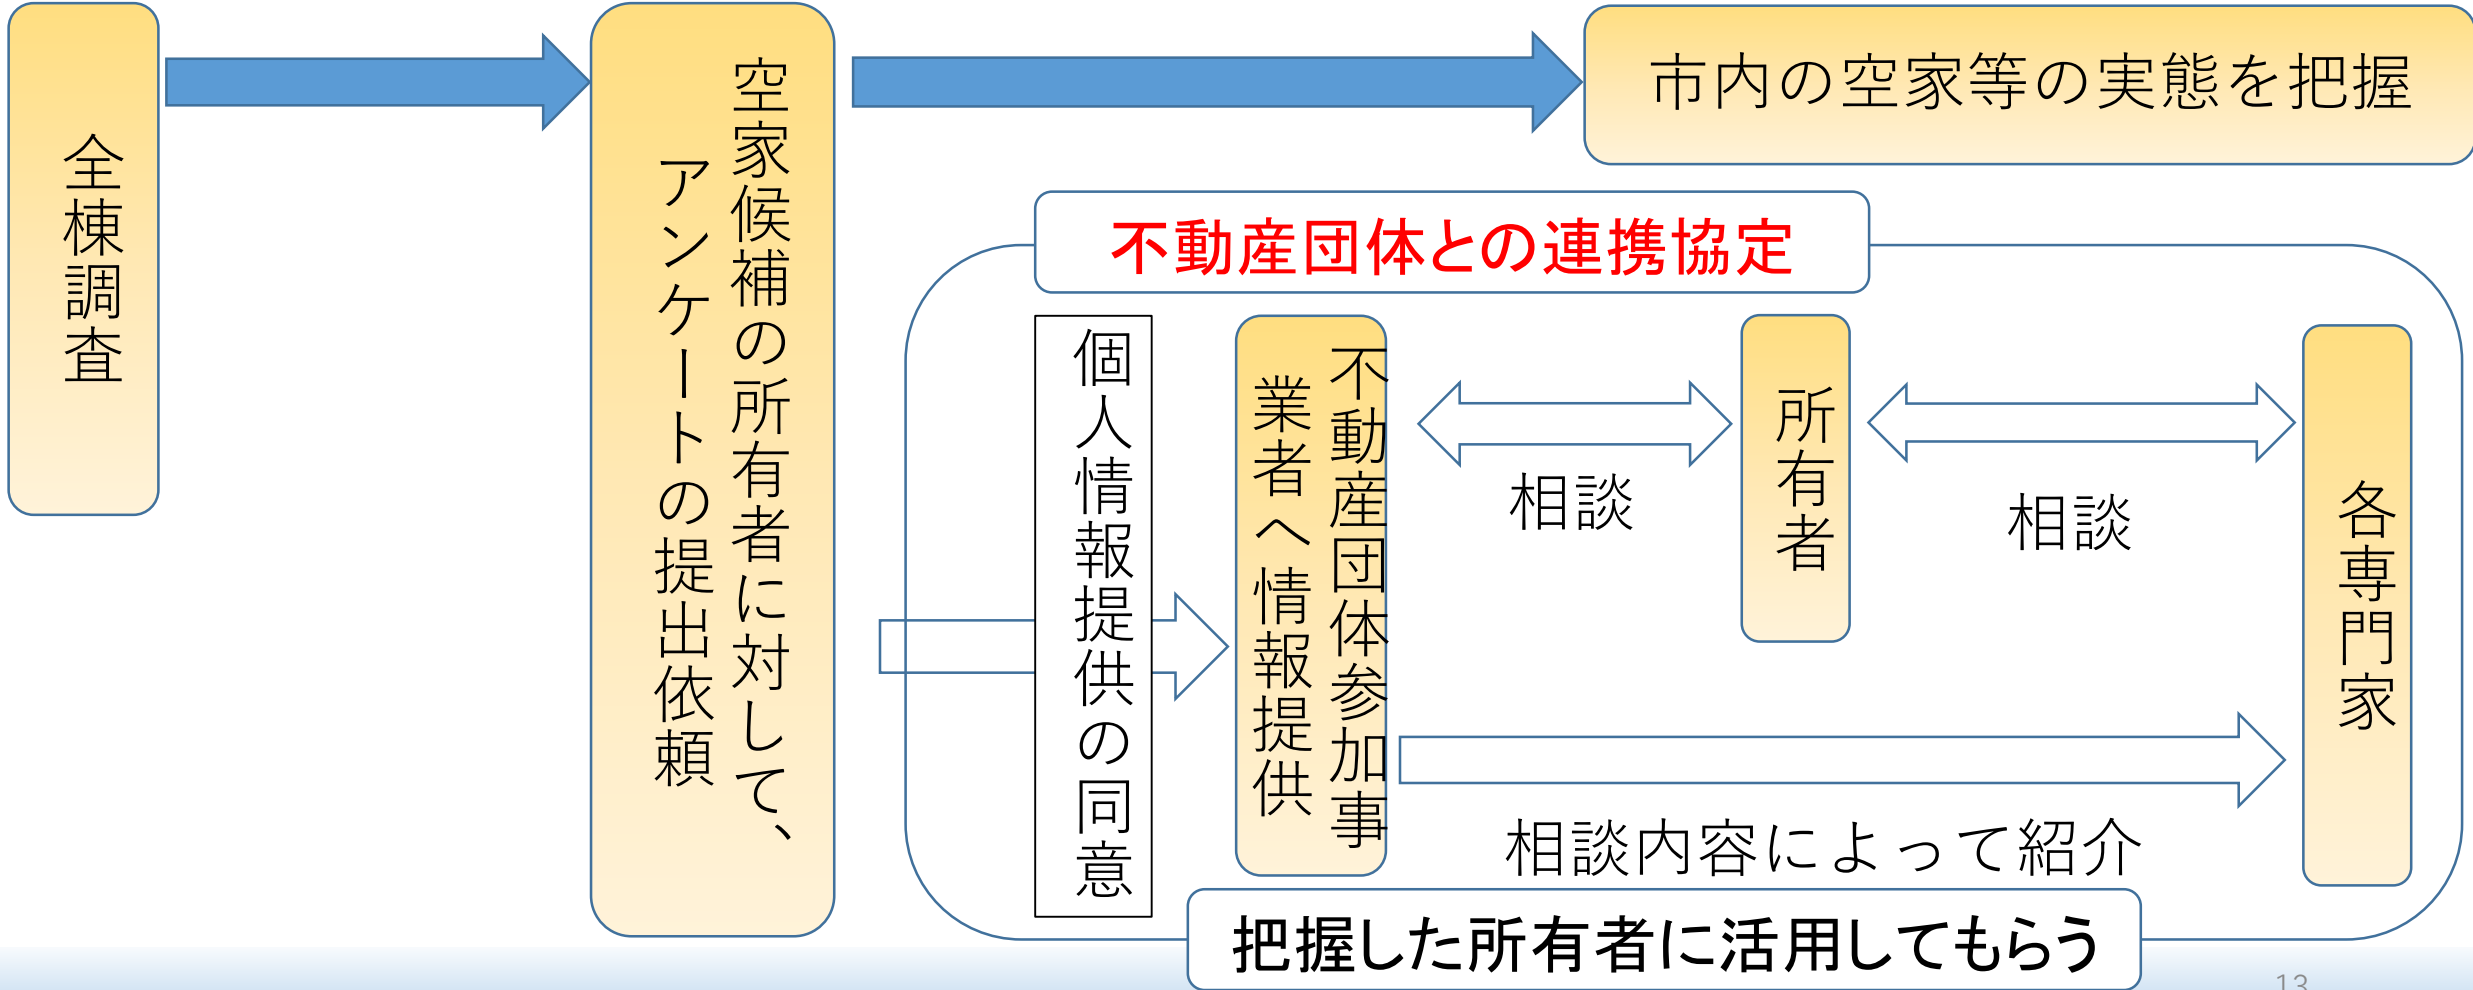 全棟調査
空家候補の所有者に対して、
アンケートの提出依頼
市内の空家等の実態を把握
不動産団体との連携協定
個人情報提供の同意
不動産団体参加事
業者へ情報提供
相談
所有者
相談
各専門家
相談内容によって紹介
把握した所有者に活用してもらう
13